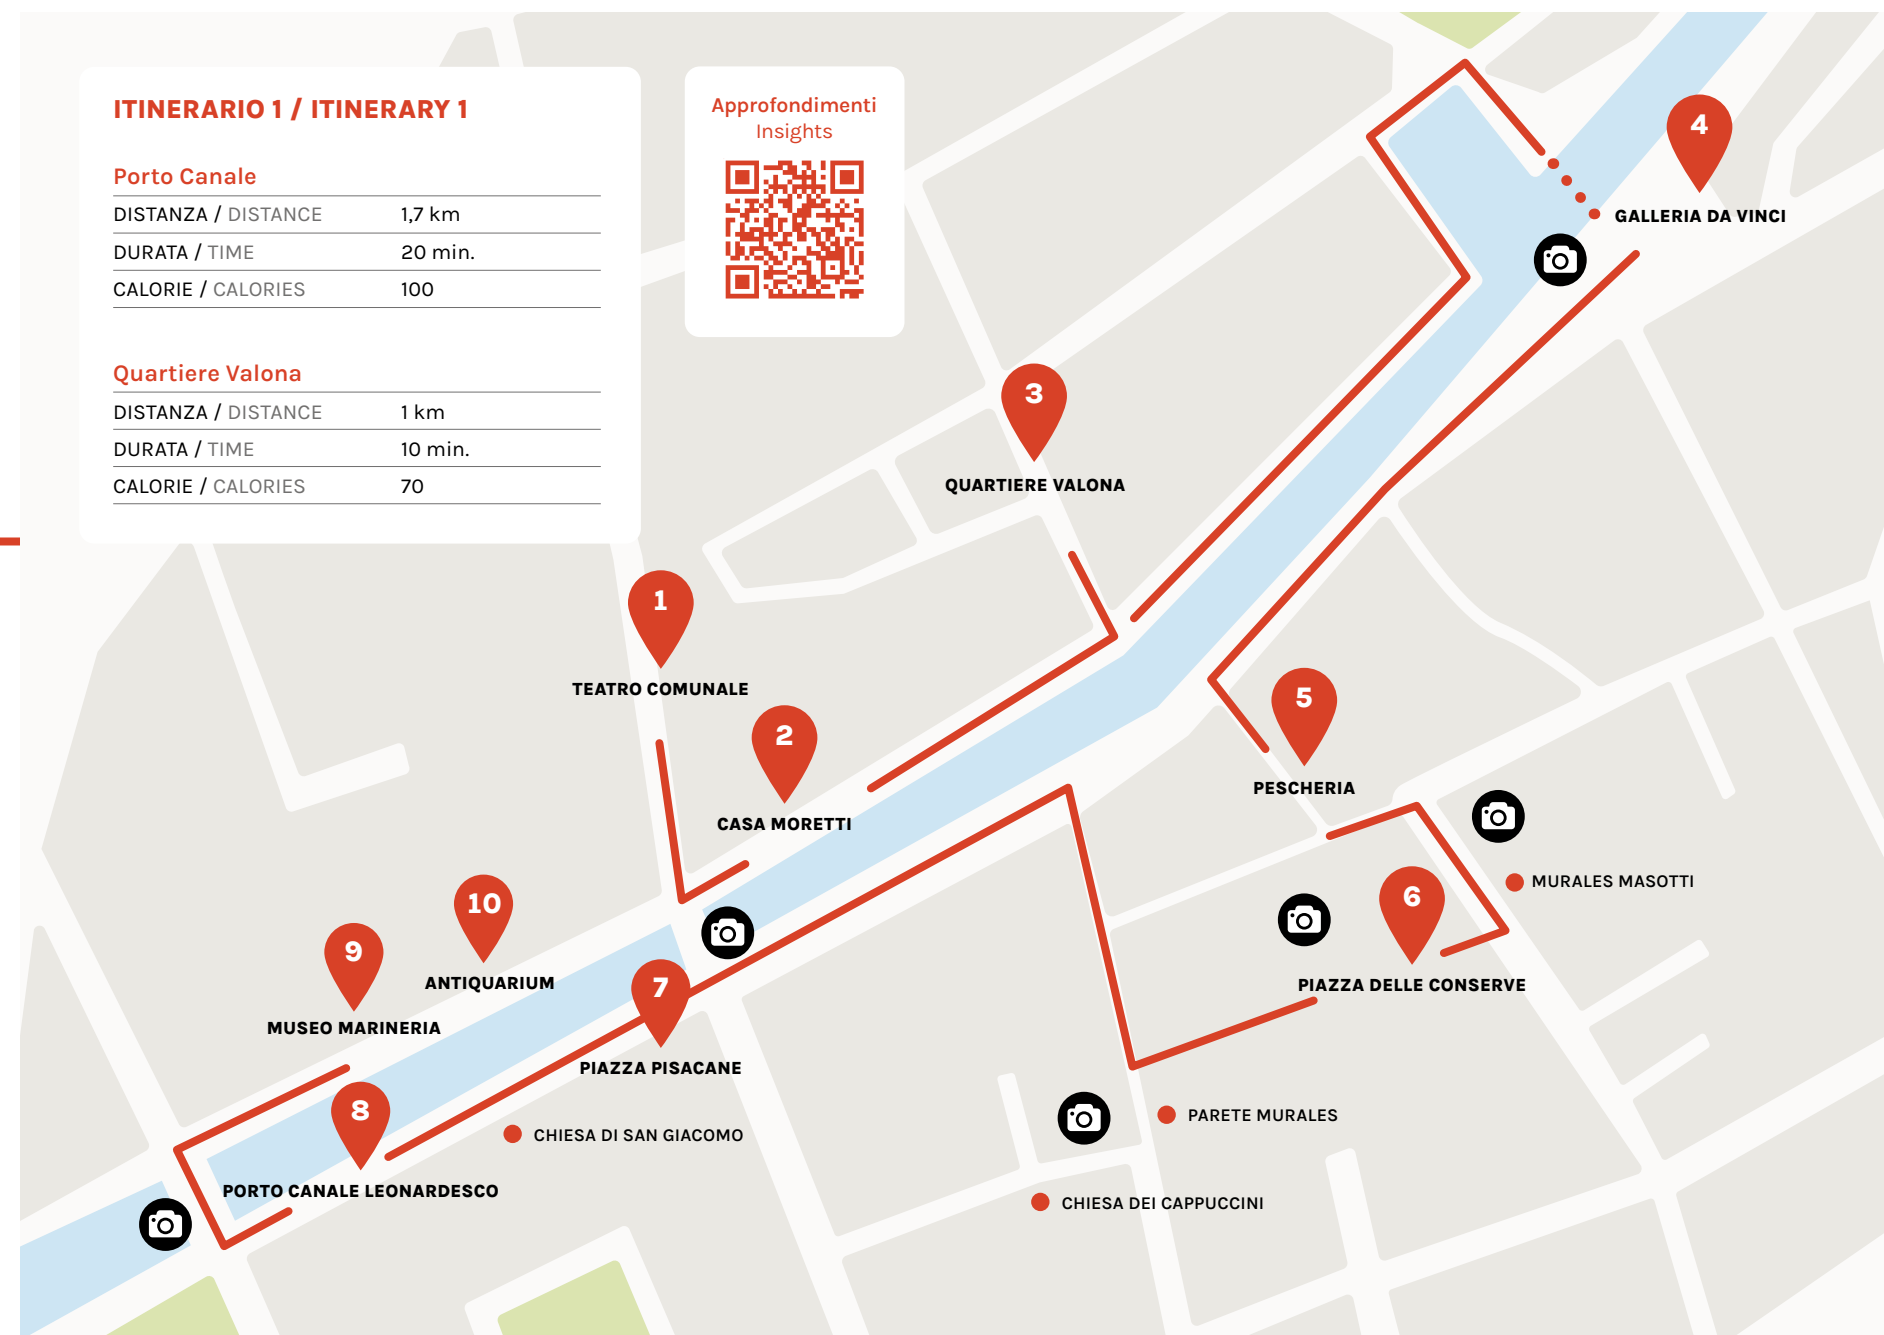 ITINERARIO 1 / ITINERARY 1
Porto Canale
DISTANZA / DISTANCE 1,7 km
DURATA / TIME 20 min.
CALORIE / CALORIES 100
Quartiere Valona
DISTANZA / DISTANCE 1 km
DURATA / TIME 10 min.
CALORIE / CALORIES 70
Approfondimenti
Insights
4
GALLERIA DA VINCI
3
QUARTIERE VALONA
1
TEATRO COMUNALE
2
CASA MORETTI
5
PESCHERIA
MURALES MASOTTI
6
PIAZZA DELLE CONSERVE
10
ANTIQUARIUM
9
MUSEO MARINERIA
7
PIAZZA PISACANE
8
PORTO CANALE LEONARDESCO
CHIESA DI SAN GIACOMO
PARETE MURALES
CHIESA DEI CAPPUCCINI